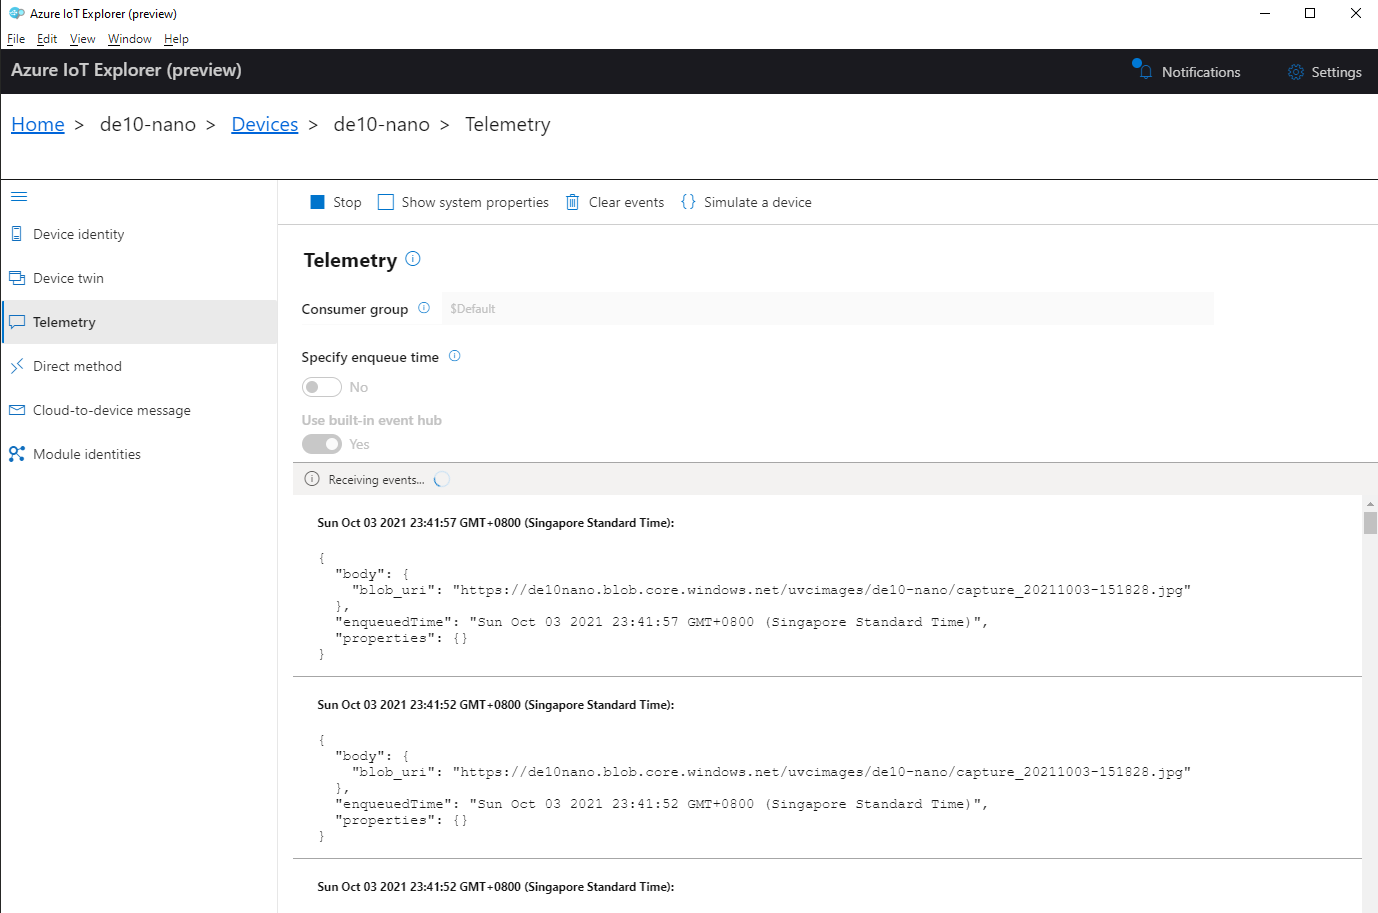 Azure IoT Explorer (preview)
File Edit View Window Help
Azure IoT Explorer (preview)
Notifications
Settings
Home > de10-nano > Devices > de10-nano > Telemetry
Device identity
Device twin
Telemetry
Direct method
Cloud-to-device message
Module identities
Stop
Show system properties
Clear events
{} Simulate a device
Telemetry
Consumer group
$Default
Specify enqueue time
No
Use built-in event hub
Yes
Receiving events...
Sun Oct 03 2021 23:41:57 GMT+0800 (Singapore Standard Time):
{
"body": {
"blob_uri": "https://de10nano.blob.core.windows.net/uvcimages/de10-nano/capture_20211003-151828.jpg"
},
"enqueuedTime": "Sun Oct 03 2021 23:41:57 GMT+0800 (Singapore Standard Time)",
"properties": {}
}
Sun Oct 03 2021 23:41:52 GMT+0800 (Singapore Standard Time):
{
"body": {
"blob_uri": "https://de10nano.blob.core.windows.net/uvcimages/de10-nano/capture_20211003-151828.jpg"
},
"enqueuedTime": "Sun Oct 03 2021 23:41:52 GMT+0800 (Singapore Standard Time)",
"properties": {}
}
Sun Oct 03 2021 23:41:52 GMT+0800 (Singapore Standard Time):